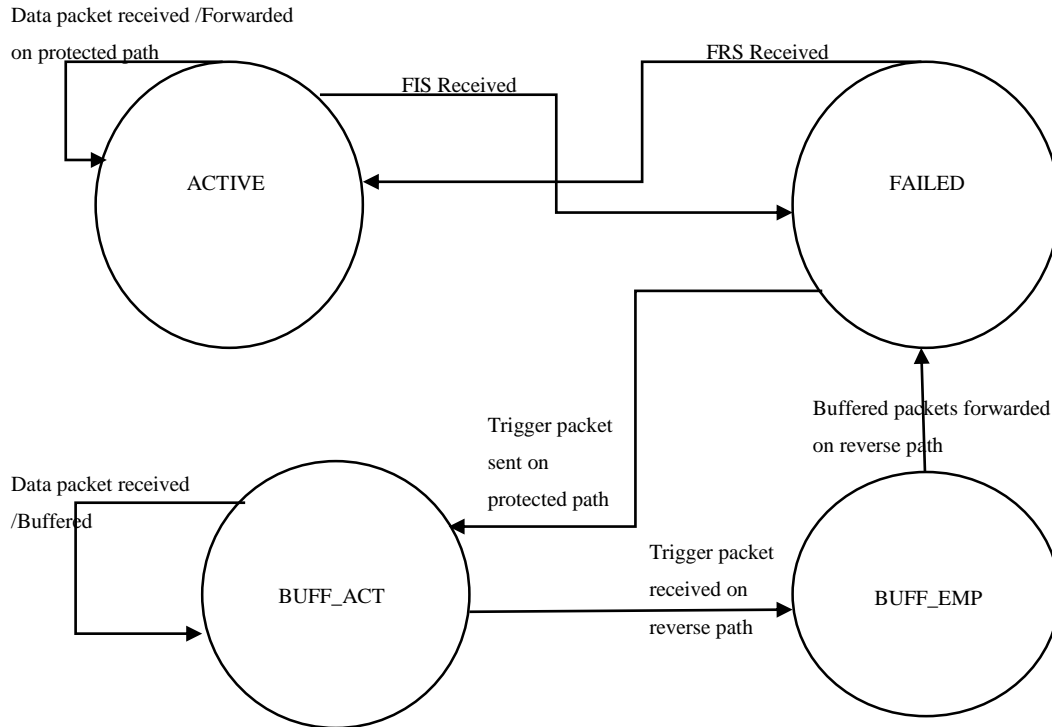 Data packet received /Forwarded
on protected path
FIS Received
FRS Received
ACTIVE
FAILED
Trigger packet
sent on
protected path
Buffered packets forwarded
on reverse path
Data packet received
/Buffered
Trigger packet
received on
reverse path
BUFF_ACT
BUFF_EMP